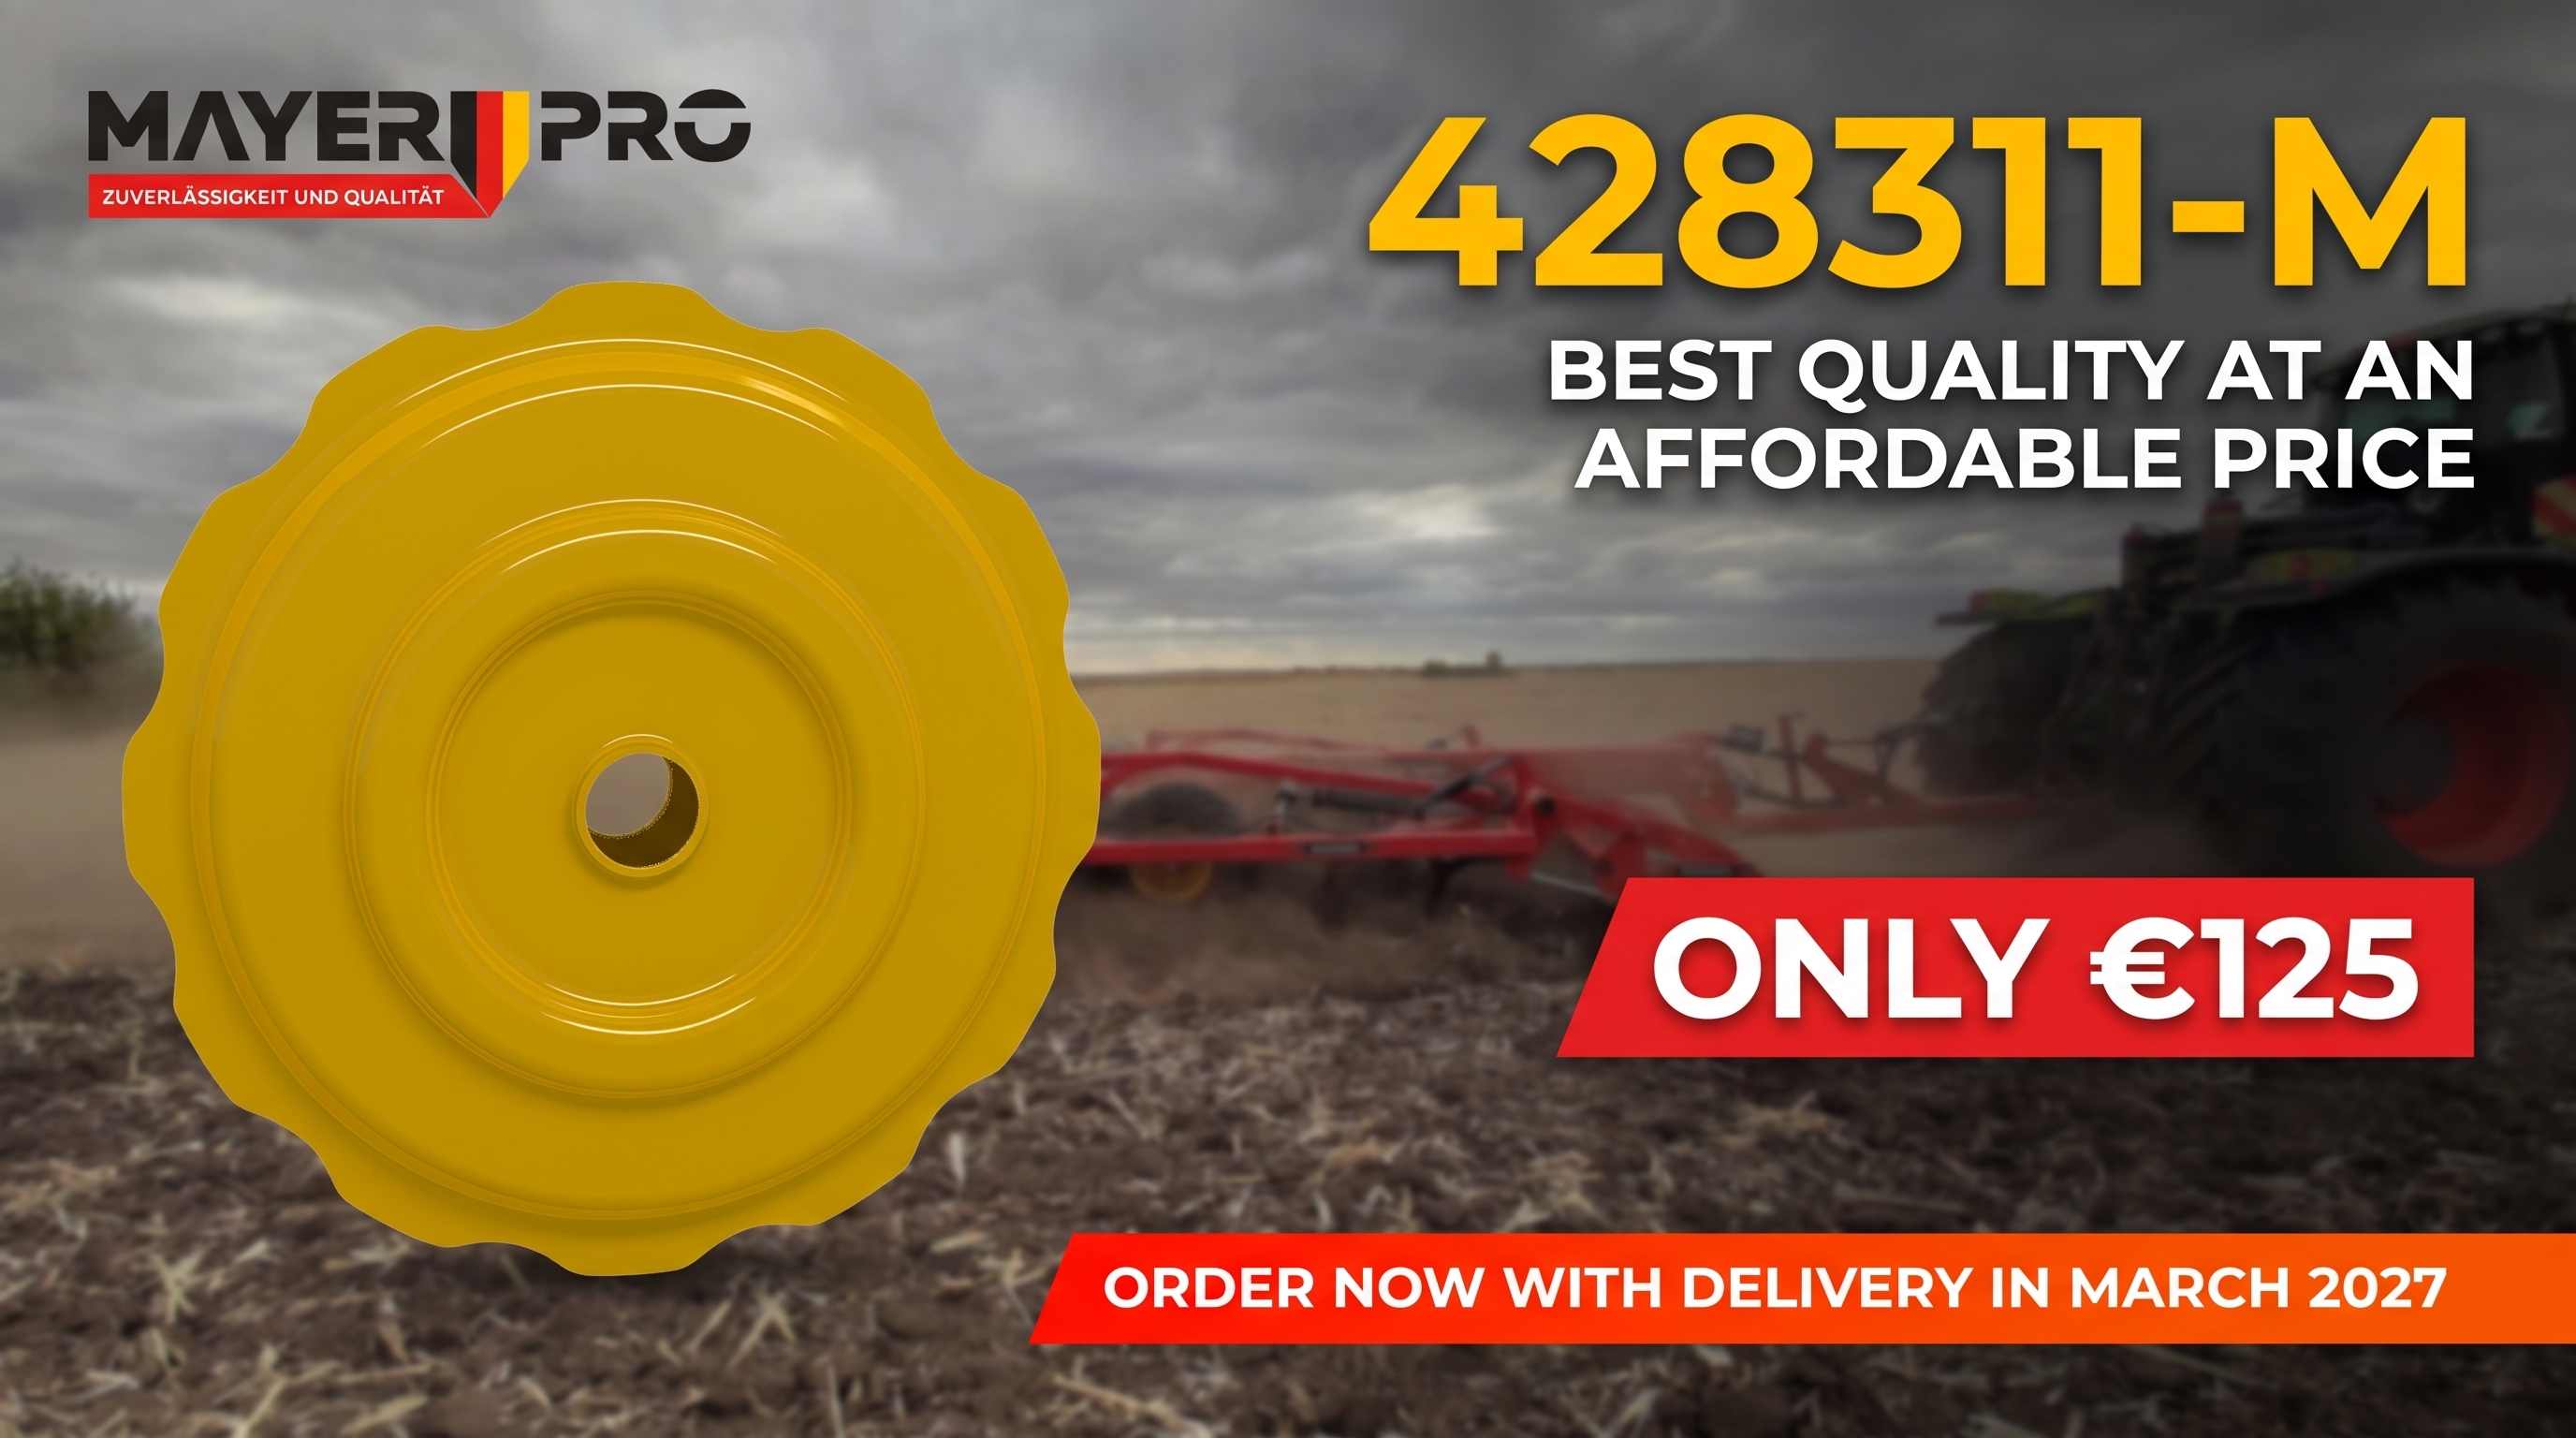 MAYER PRO
ZUVERLÄSSIGKEIT UND QUALITÄT
428311-M
BEST QUALITY AT AN
AFFORDABLE PRICE
ONLY €125
ORDER NOW WITH DELIVERY IN MARCH 2027